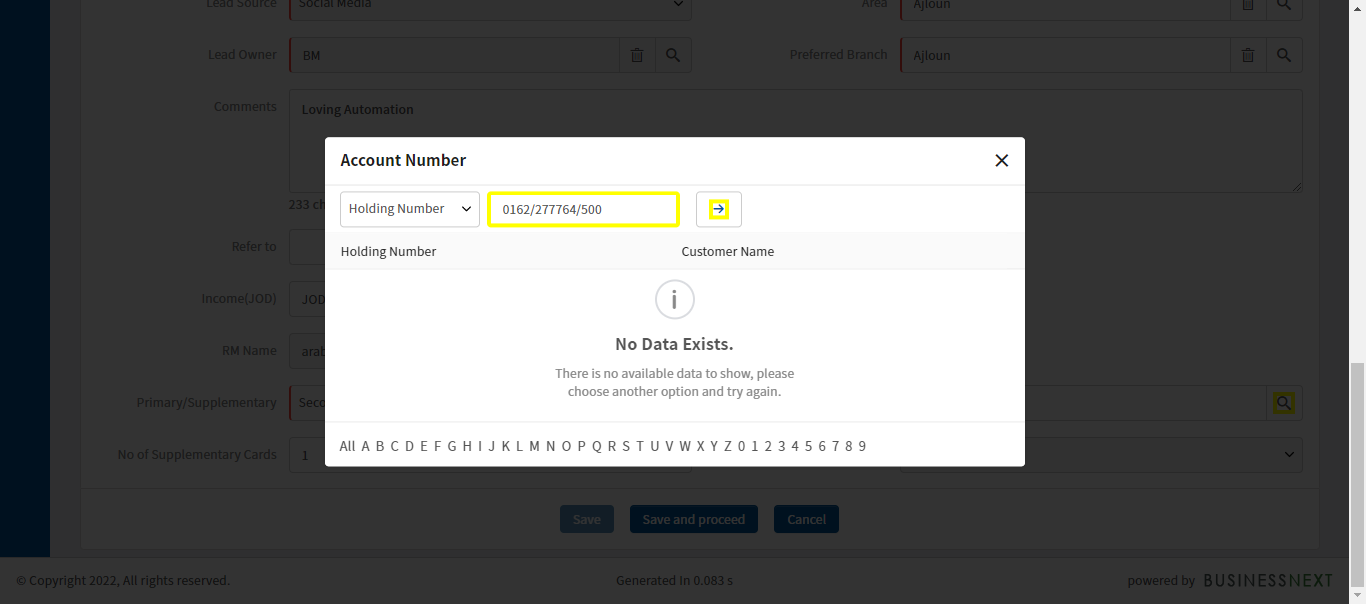 Lead Source Social Media Area Ajloun
Lead Owner BM Preferred Branch Ajloun
Comments Loving Automation
Account Number
Holding Number 0162/277764/500
233 ch
Refer to
Holding Number Customer Name
Income(JOD) JOD
No Data Exists.
RM Name arab
There is no available data to show, please
choose another option and try again.
Primary/Supplementary Seco
All A B C D E F G H I J K L M N O P Q R S T U V W X Y Z 0 1 2 3 4 5 6 7 8 9
No of Supplementary Cards 1
Save Save and proceed Cancel
© Copyright 2022, All rights reserved. Generated In 0.083 s powered by BUSINESSNEXT